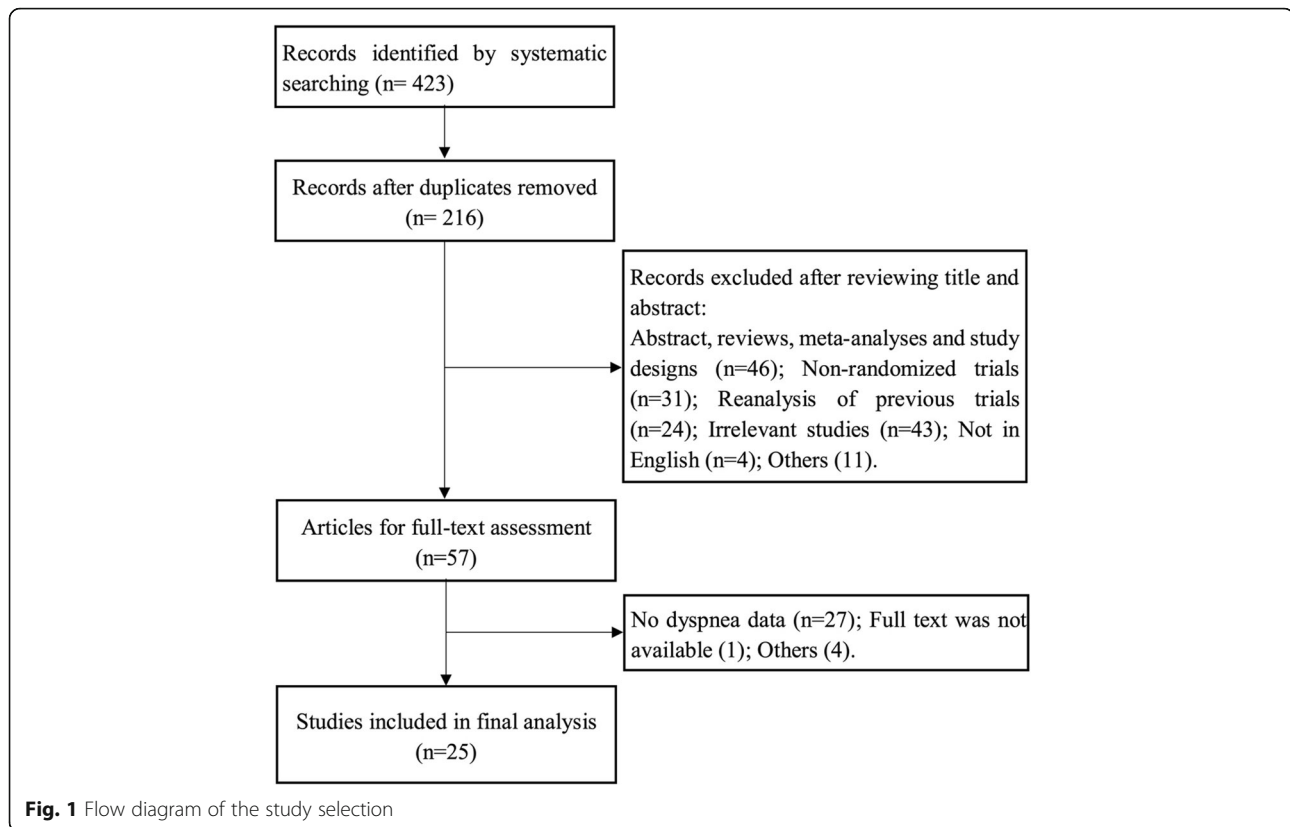 Records identified by systematic
searching (n= 423)
Records after duplicates removed
(n= 216)
Records excluded after reviewing title and
abstract:
Abstract, reviews, meta-analyses and study
designs (n=46); Non-randomized trials
(n=31); Reanalysis of previous trials
(n=24); Irrelevant studies (n=43); Not in
English (n=4); Others (11).
Articles for full-text assessment
(n=57)
No dyspnea data (n=27); Full text was not
available (1); Others (4).
Studies included in final analysis
(n=25)
Fig. 1 Flow diagram of the study selection